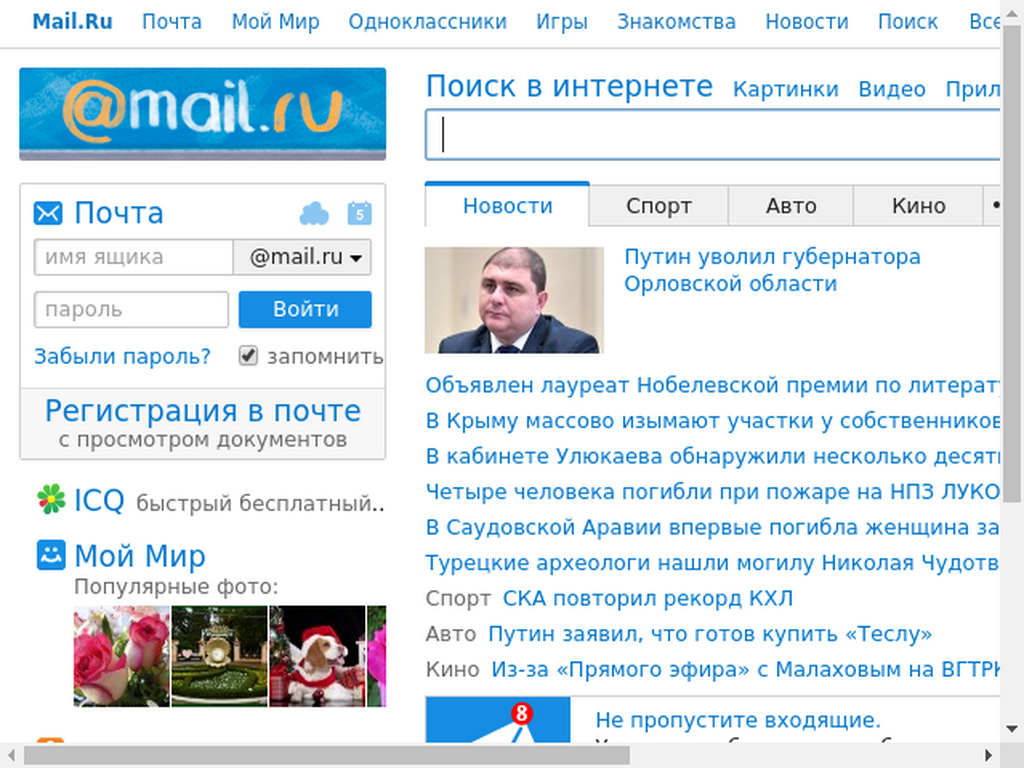 Mail.Ru Почта Мой Мир Одноклассники Игры Знакомства Новости Поиск Все
@mail.ru
Почта
5
имя ящика @mail.ru
пароль Войти
Забыли пароль? запомнить
Регистрация в почте
с просмотром документов
ICQ быстрый бесплатный..
Мой Мир
Популярные фото:
Поиск в интернете Картинки Видео Прил
Новости Спорт Авто Кино
Путин уволил губернатора
Орловской области
Объявлен лауреат Нобелевской премии по литерат
В Крыму массово изымают участки у собственников
В кабинете Улюкаева обнаружили несколько десят
Четыре человека погибли при пожаре на НПЗ ЛУКО
В Саудовской Аравии впервые погибла женщина за
Турецкие археологи нашли могилу Николая Чудотв
Спорт СКА повторил рекорд КХЛ
Авто Путин заявил, что готов купить «Теслу»
Кино Из-за «Прямого эфира» с Малаховым на ВГТРК
8
Не пропустите входящие.